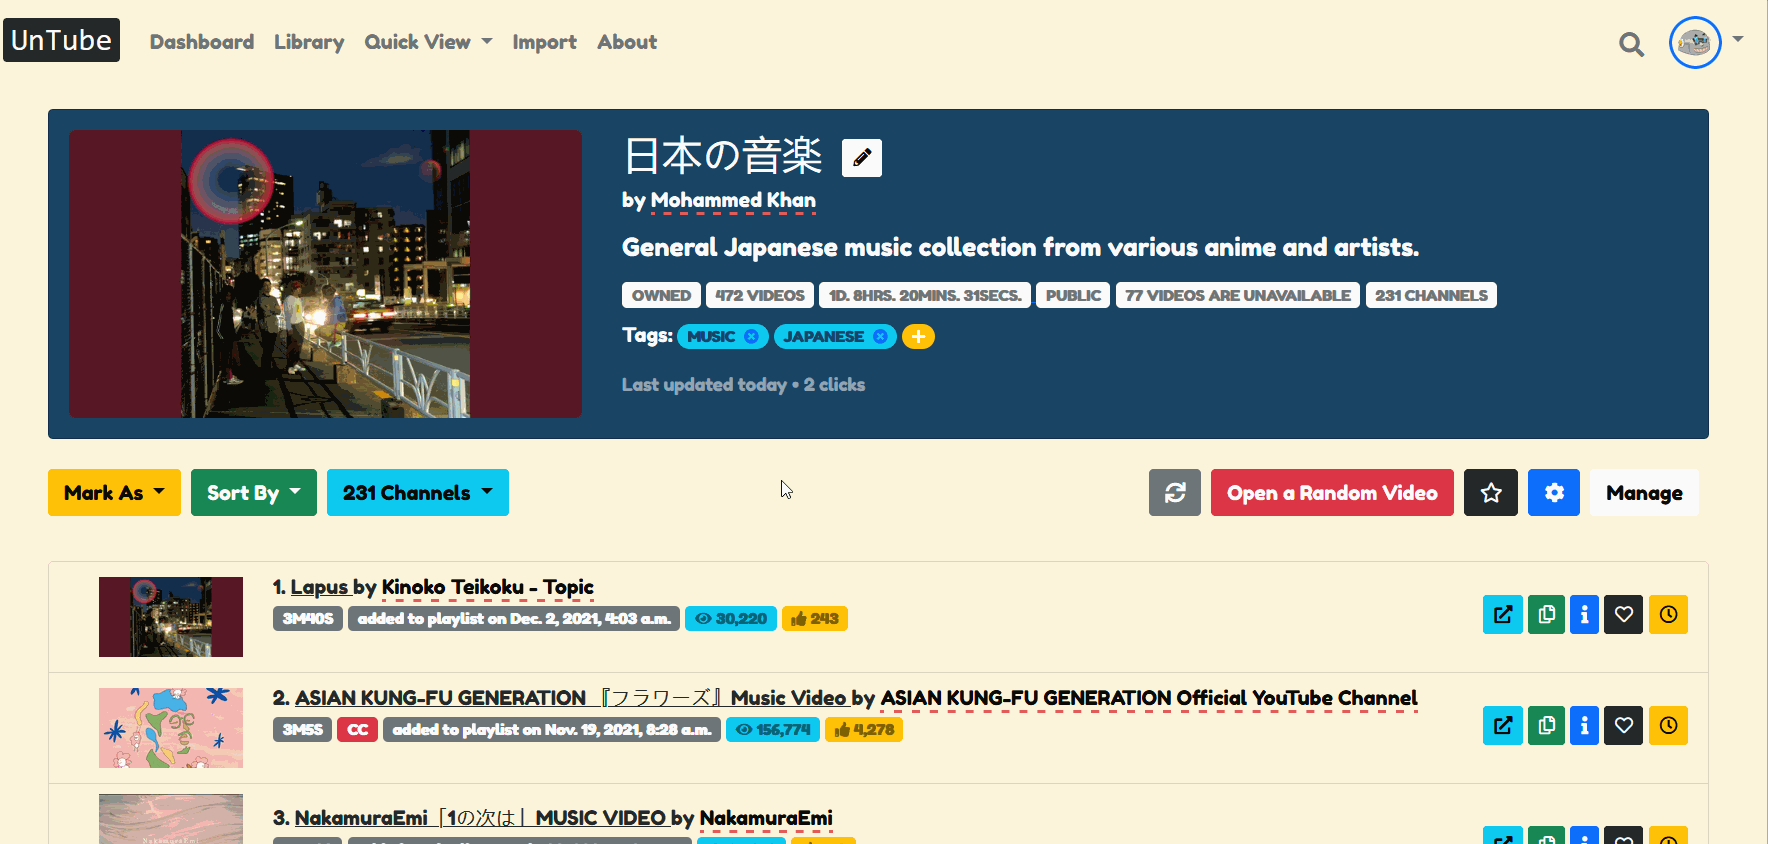 UnTube Dashboard Library Quick View Import About
日本の音楽
by Mohammed Khan
General Japanese music collection from various anime and artists.
OWNED 472 VIDEOS 1D. 8HRS. 20MINS. 31SECS. PUBLIC 77 VIDEOS ARE UNAVAILABLE 231 CHANNELS
Tags: MUSIC JAPANESE
Last updated today • 2 clicks
Mark As Sort By 231 Channels Open a Random Video Manage
1. Lapus by Kinoko Teikoku - Topic
3M40S added to playlist on Dec. 2, 2021, 4:03 a.m. 30,220 243
2. ASIAN KUNG-FU GENERATION 『フラワーズ』Music Video by ASIAN KUNG-FU GENERATION Official YouTube Channel
3M5S CC added to playlist on Nov. 19, 2021, 8:28 a.m. 156,774 4,278
3. NakamuraEmi「1の次は」MUSIC VIDEO by NakamuraEmi